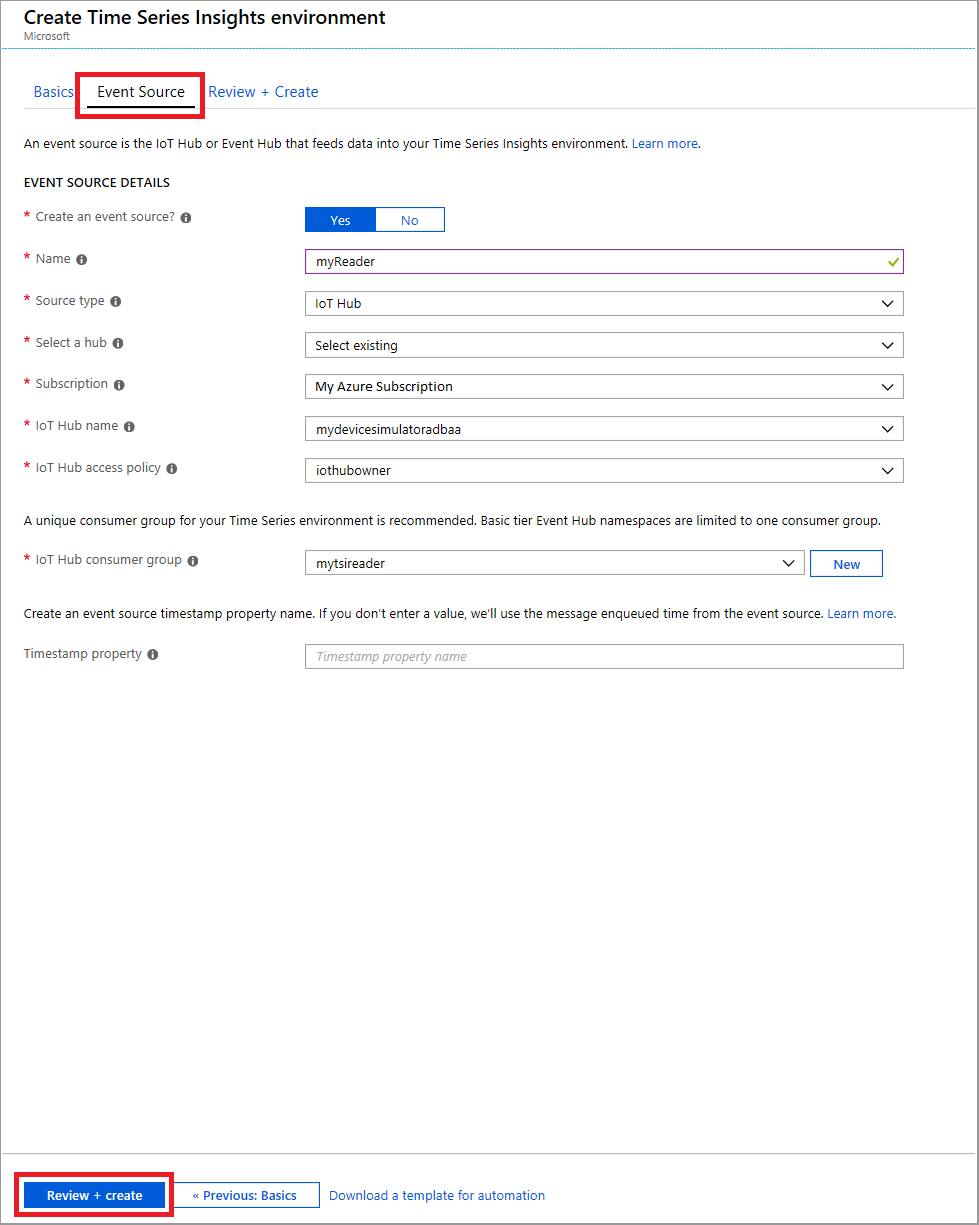 Create Time Series Insights environment
Microsoft
Basics Event Source Review + Create
An event source is the IoT Hub or Event Hub that feeds data into your Time Series Insights environment. Learn more.
EVENT SOURCE DETAILS
* Create an event source? Yes No
* Name myReader
* Source type IoT Hub
* Select a hub Select existing
* Subscription My Azure Subscription
* IoT Hub name mydevicesimulatoradbaa
* IoT Hub access policy iothubowner
A unique consumer group for your Time Series environment is recommended. Basic tier Event Hub namespaces are limited to one consumer group.
* IoT Hub consumer group mytsireader New
Create an event source timestamp property name. If you don't enter a value, we'll use the message enqueued time from the event source. Learn more.
Timestamp property Timestamp property name
Review + create « Previous: Basics Download a template for automation